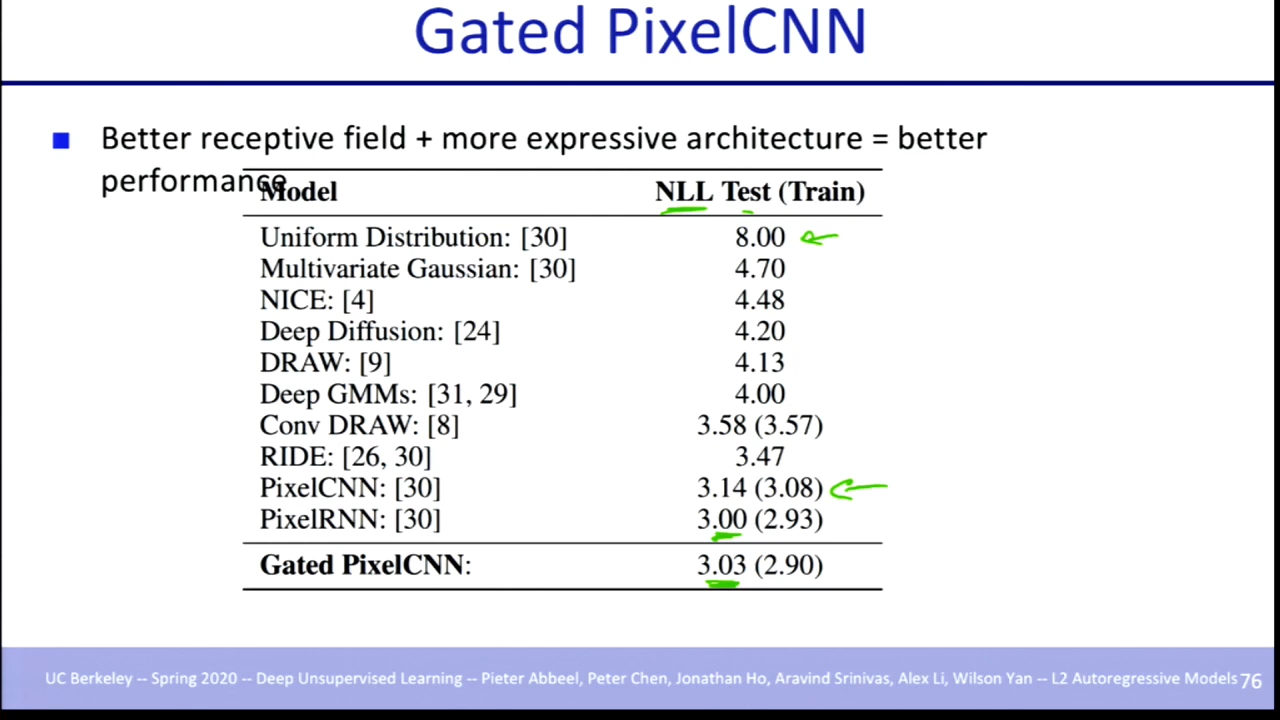 Gated PixelCNN
Better receptive field + more expressive architecture = better
performance
Model NLL Test (Train)
Uniform Distribution: [30] 8.00
Multivariate Gaussian: [30] 4.70
NICE: [4] 4.48
Deep Diffusion: [24] 4.20
DRAW: [9] 4.13
Deep GMMs: [31, 29] 4.00
Conv DRAW: [8] 3.58 (3.57)
RIDE: [26, 30] 3.47
PixelCNN: [30] 3.14 (3.08)
PixelRNN: [30] 3.00 (2.93)
Gated PixelCNN: 3.03 (2.90)
UC Berkeley -- Spring 2020 -- Deep Unsupervised Learning -- Pieter Abbeel, Peter Chen, Jonathan Ho, Aravind Srinivas, Alex Li, Wilson Yan -- L2 Autoregressive Models 76